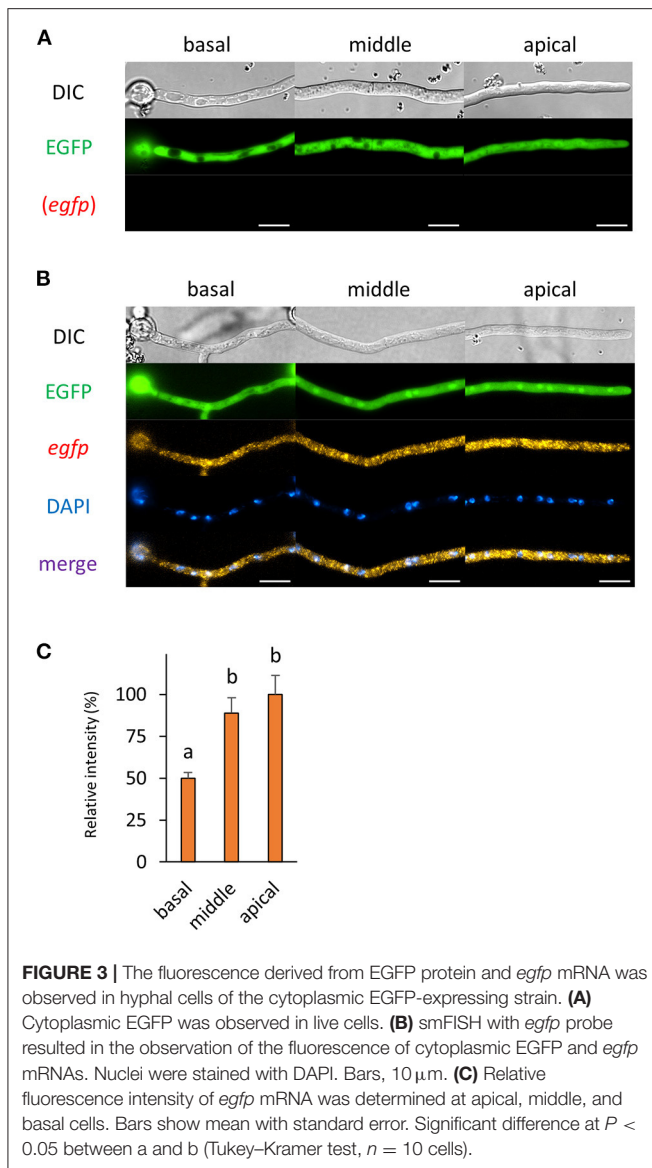 A
basal middle apical
DIC
EGFP
(egfp)
B
basal middle apical
DIC
EGFP
egfp
DAPI
merge
C
Relative intensity (%)
100
75
50
25
0
a
b
b
basal
middle
apical
FIGURE 3 | The fluorescence derived from EGFP protein and egfp mRNA was
observed in hyphal cells of the cytoplasmic EGFP-expressing strain. (A)
Cytoplasmic EGFP was observed in live cells. (B) smFISH with egfp probe
resulted in the observation of the fluorescence of cytoplasmic EGFP and egfp
mRNAs. Nuclei were stained with DAPI. Bars, 10 μm. (C) Relative
fluorescence intensity of egfp mRNA was determined at apical, middle, and
basal cells. Bars show mean with standard error. Significant difference at P <
0.05 between a and b (Tukey–Kramer test, n = 10 cells).